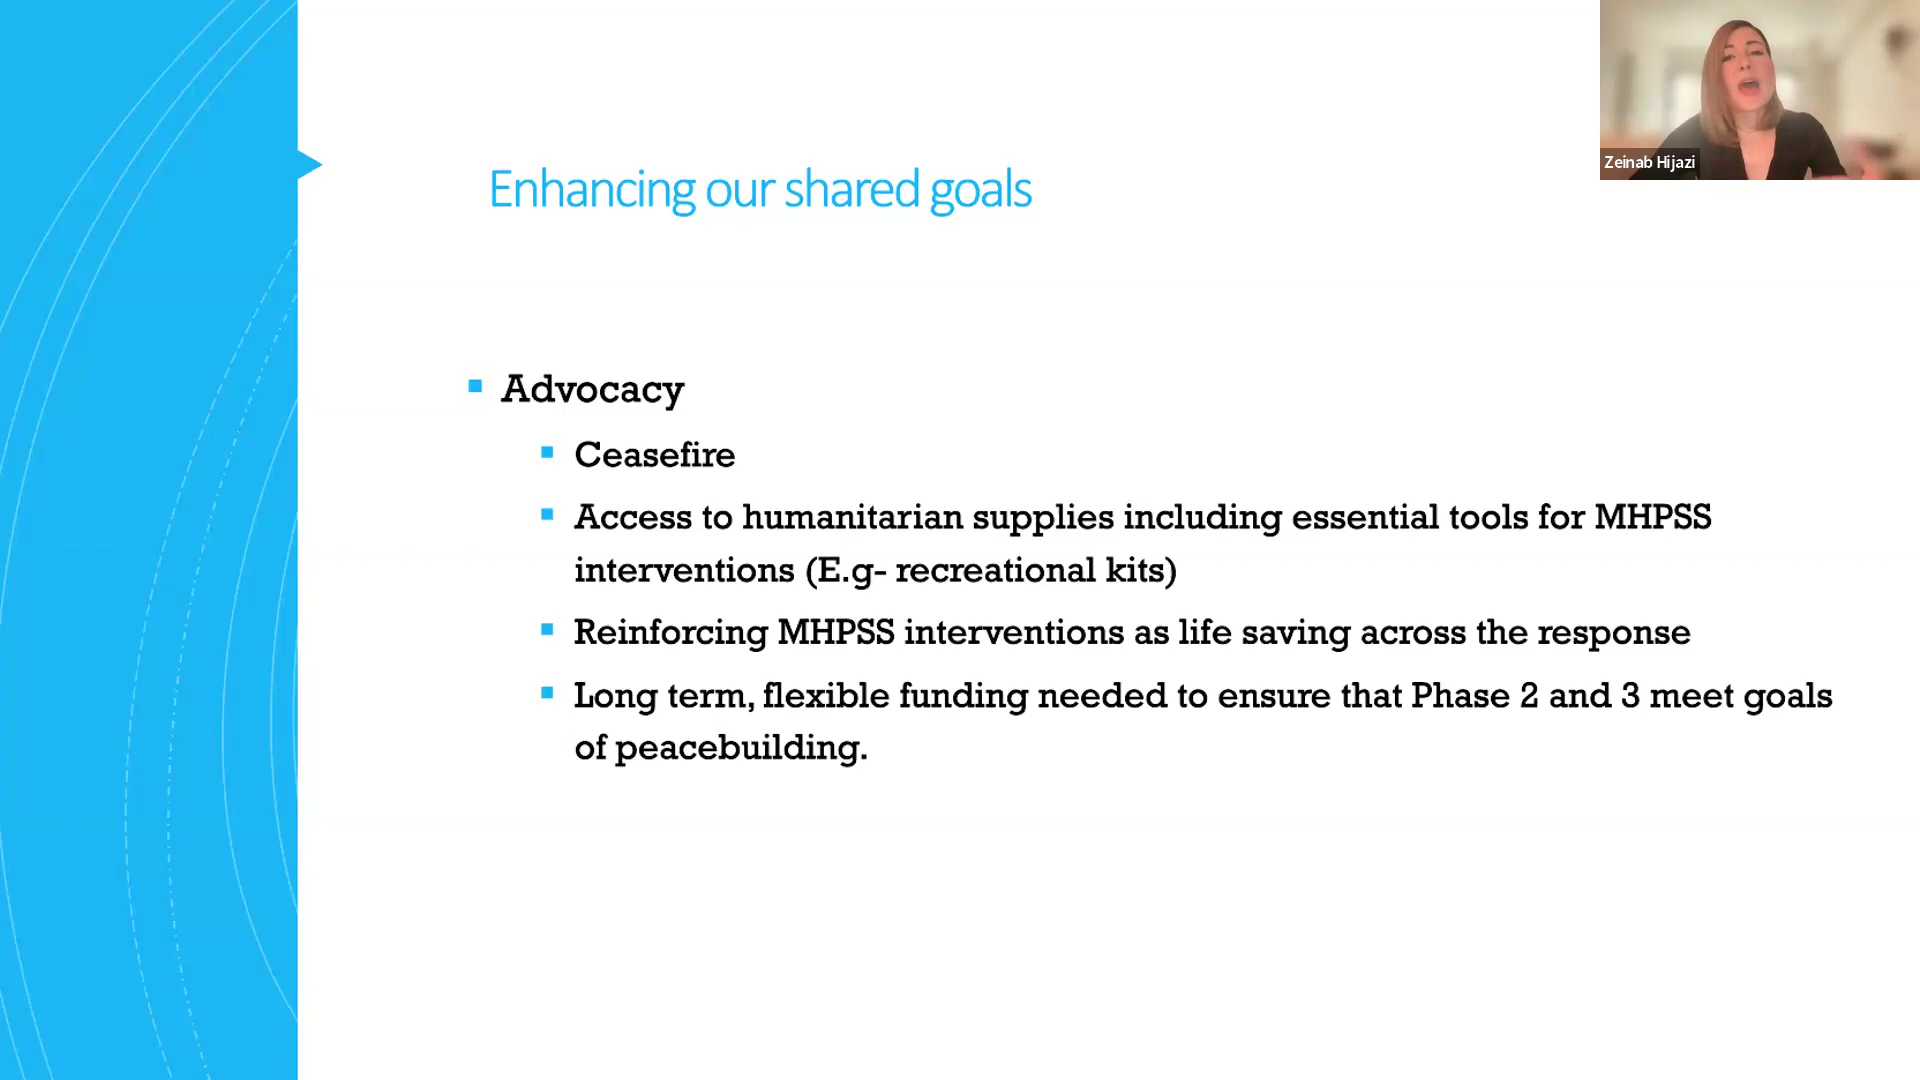 Zeinab Hijazi
Enhancing our shared goals
Advocacy
Ceasefire
Access to humanitarian supplies including essential tools for MHPSS
interventions (E.g- recreational kits)
Reinforcing MHPSS interventions as life saving across the response
Long term, flexible funding needed to ensure that Phase 2 and 3 meet goals
of peacebuilding.